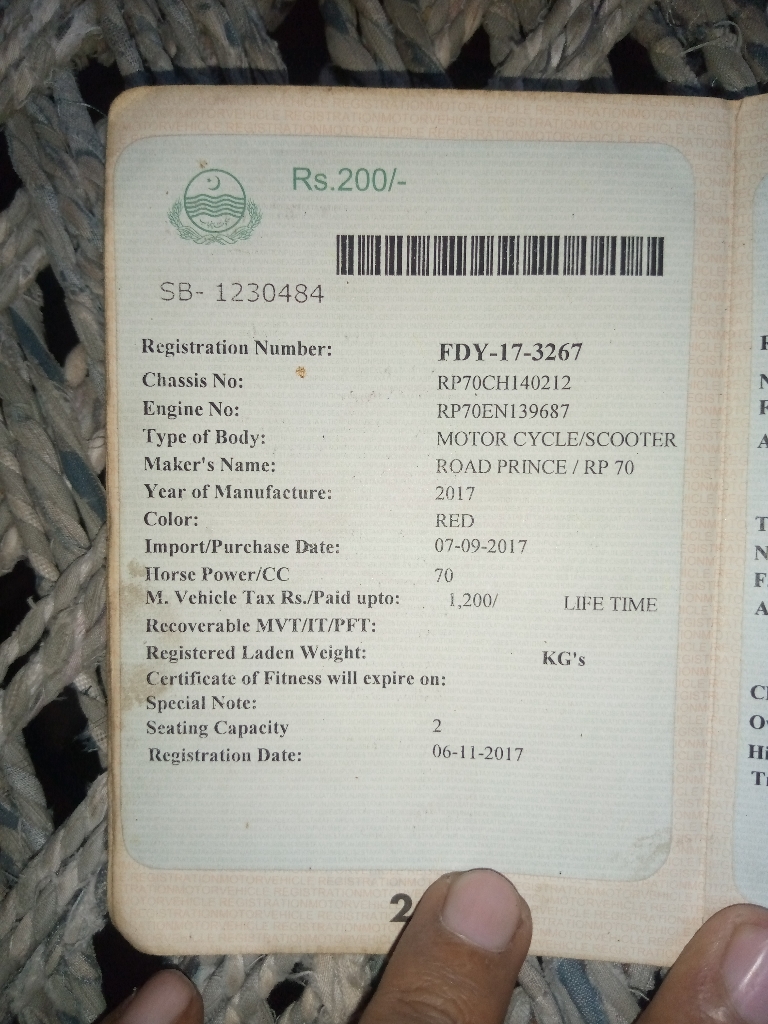 Rs.200/-
SB- 1230484
Registration Number: FDY-17-3267
Chassis No: RP70CH140212
Engine No: RP70EN139687
Type of Body: MOTOR CYCLE/SCOOTER
Maker's Name: ROAD PRINCE / RP 70
Year of Manufacture: 2017
Color: RED
Import/Purchase Date: 07-09-2017
Horse Power/CC 70
M. Vehicle Tax Rs./Paid upto: 1,200/ LIFE TIME
Recoverable MVT/IT/PFT:
Registered Laden Weight: KG's
Certificate of Fitness will expire on:
Special Note:
Seating Capacity 2
Registration Date: 06-11-2017
2